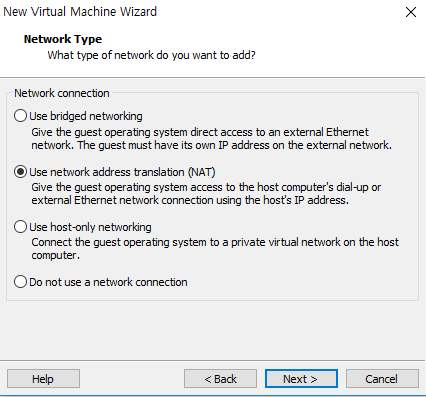 New Virtual Machine Wizard
Network Type
What type of network do you want to add?
Network connection
Use bridged networking
Give the guest operating system direct access to an external Ethernet
network. The guest must have its own IP address on the external network.
Use network address translation (NAT)
Give the guest operating system access to the host computer's dial-up or
external Ethernet network connection using the host's IP address.
Use host-only networking
Connect the guest operating system to a private virtual network on the host
computer.
Do not use a network connection
Help
< Back
Next >
Cancel